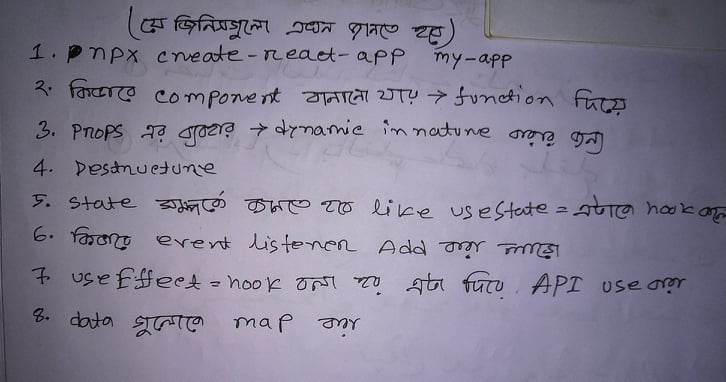 (যে জিনিসগুলো এখন জানতে হবে)
1. npx create-react-app my-app
২. কিভাবে component বানানো যায় → function দিয়ে
3. Props এর ব্যবহার → dynamic in nature করার জন্য
4. Destructure
5. state সম্পর্কে জানতে হবে like useState = এটাকে hook বলে
6. কিভাবে event listener Add করা
7. useEffect = hook বলা হয় এটা দিয়ে API use করা
8. data গুলোকে map করা